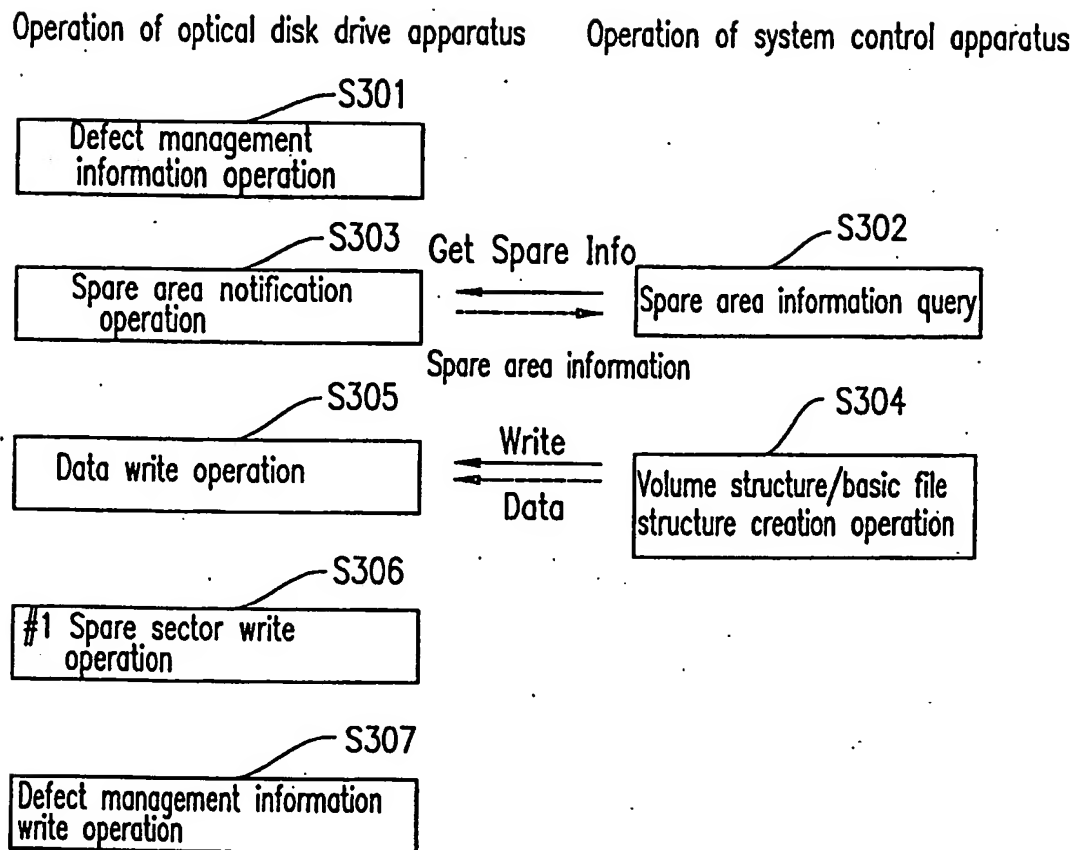 Operation of optical disk drive apparatus
Operation of system control apparatus
S301
Defect management
information operation
S303
Get Spare Info
S302
Spare area notification
operation
Spare area information query
Spare area information
S305
S304
Data write operation
Write
Data
Volume structure/basic file
structure creation operation
S306
#1 Spare sector write
operation
S307
Defect management information
write operation